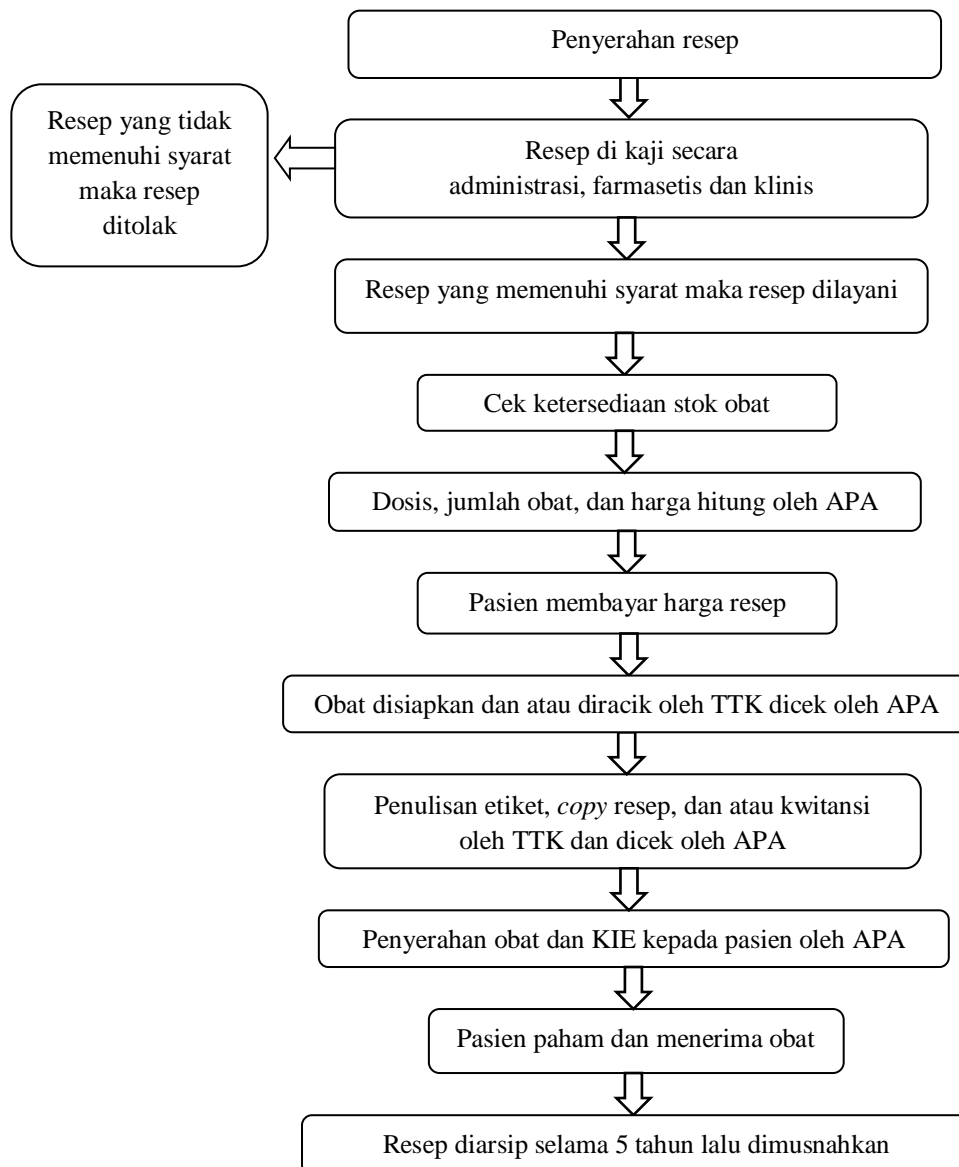 Penyerahan resep
Resep yang tidak
memenuhi syarat
maka resep
ditolak
Resep di kaji secara
administrasi, farmasetis dan klinis
Resep yang memenuhi syarat maka resep dilayani
Cek ketersediaan stok obat
Dosis, jumlah obat, dan harga hitung oleh APA
Pasien membayar harga resep
Obat disiapkan dan atau diracik oleh TTK dicek oleh APA
Penulisan etiket, copy resep, dan atau kwitansi
oleh TTK dan dicek oleh APA
Penyerahan obat dan KIE kepada pasien oleh APA
Pasien paham dan menerima obat
Resep diarsip selama 5 tahun lalu dimusnahkan